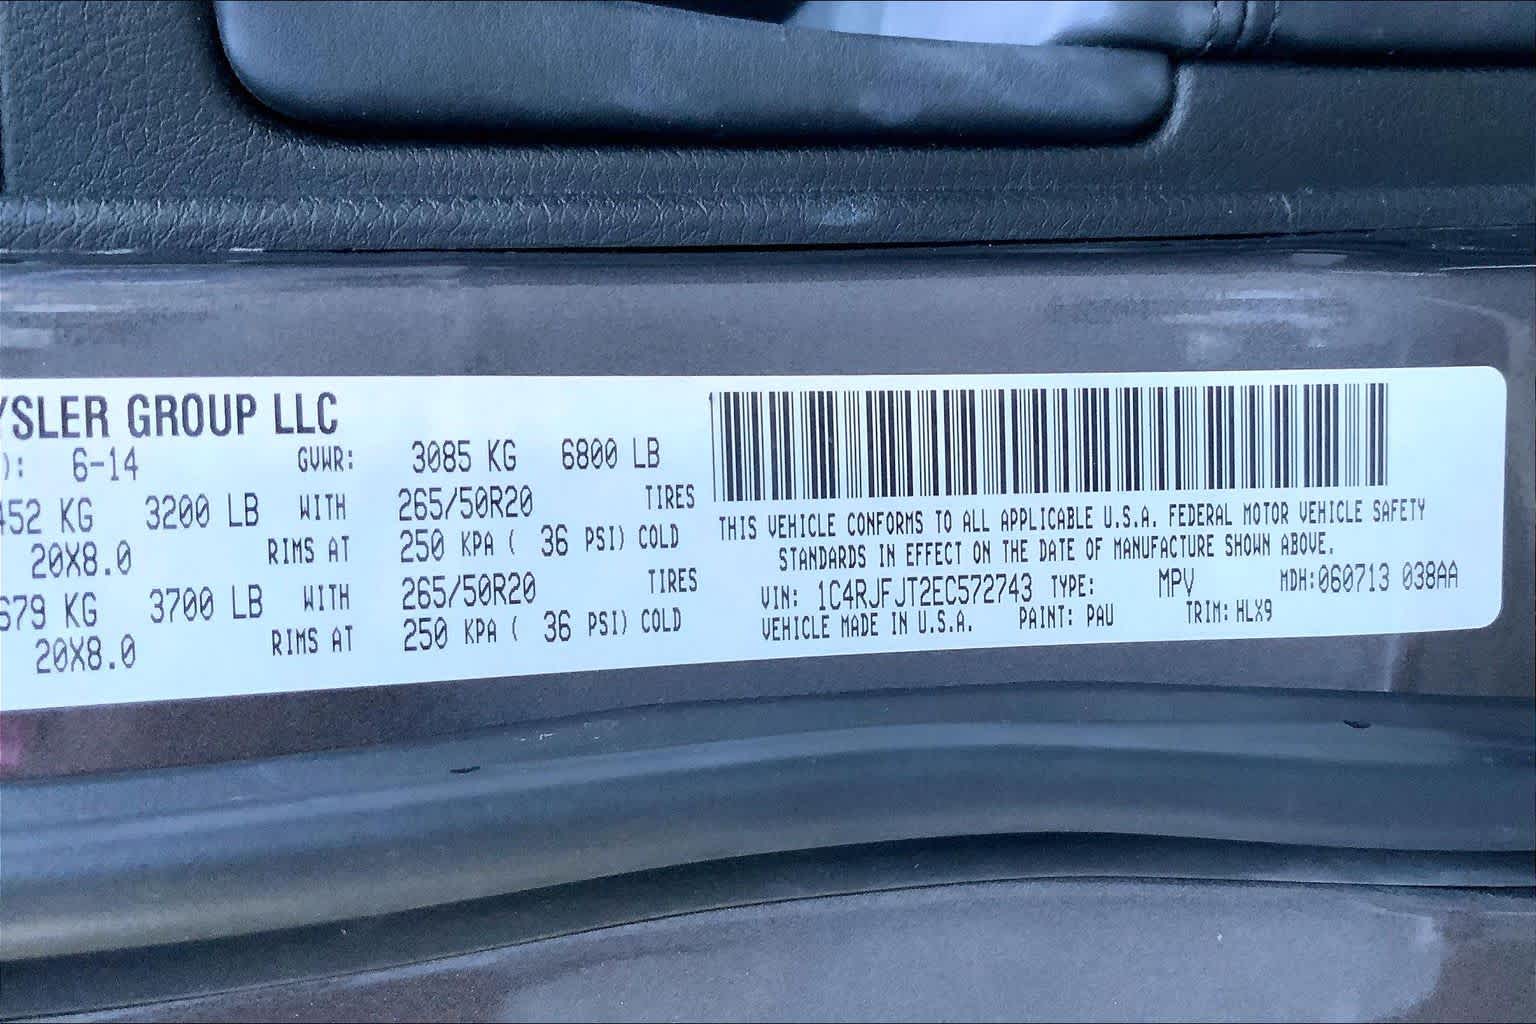 YSLER GROUP LLC
): 6-14 GVWR: 3085 KG 6800 LB
452 KG 3200 LB WITH 265/50R20 TIRES
20X8.0 RIMS AT 250 KPA ( 36 PSI) COLD
679 KG 3700 LB WITH 265/50R20 TIRES
20X8.0 RIMS AT 250 KPA ( 36 PSI) COLD
THIS VEHICLE CONFORMS TO ALL APPLICABLE U.S.A. FEDERAL MOTOR VEHICLE SAFETY
STANDARDS IN EFFECT ON THE DATE OF MANUFACTURE SHOWN ABOVE.
VIN: 1C4RJFJT2EC572743 TYPE: MPV MDH:060713 038AA
VEHICLE MADE IN U.S.A. PAINT: PAU TRIM: HLX9